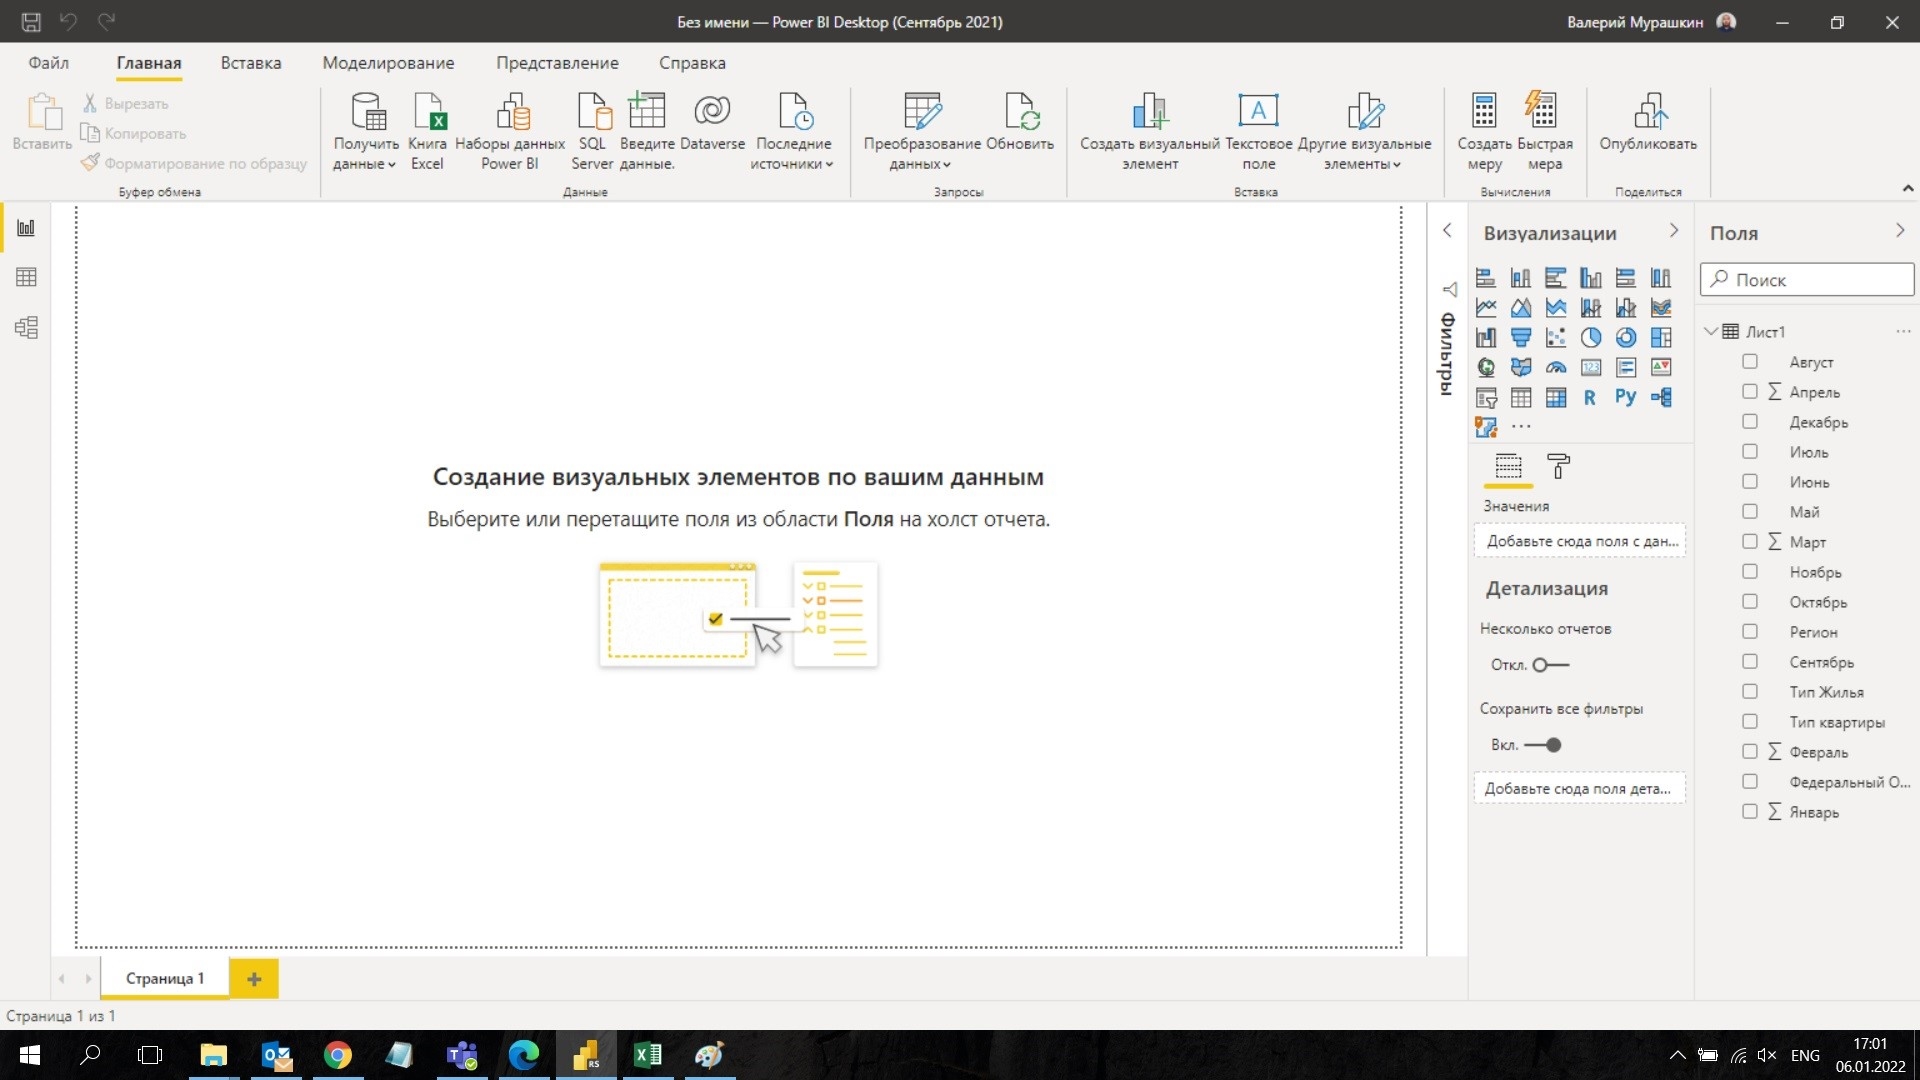 Без имени — Power BI Desktop (Сентябрь 2021)
Валерий Мурашкин
Файл
Главная
Вставка
Моделирование
Представление
Справка
Вставить
Вырезать
Копировать
Форматирование по образцу
Буфер обмена
Получить данные
Книга Excel
Наборы данных Power BI
SQL Server
Введите данные.
Dataverse
Последние источники
Данные
Преобразование данных
Обновить
Запросы
Создать визуальный элемент
Текстовое поле
Другие визуальные элементы
Вставка
Создать меру
Быстрая мера
Вычисления
Опубликовать
Поделиться
Создание визуальных элементов по вашим данным
Выберите или перетащите поля из области Поля на холст отчета.
Фильтры
Визуализации
R
Py
Значения
Добавьте сюда поля с дан...
Детализация
Несколько отчетов
Откл.
Сохранить все фильтры
Вкл.
Добавьте сюда поля дета...
Поля
Поиск
Лист1
Август
Апрель
Декабрь
Июль
Июнь
Май
Март
Ноябрь
Октябрь
Регион
Сентябрь
Тип Жилья
Тип квартиры
Февраль
Федеральный О...
Январь
Страница 1
Страница 1 из 1
ENG
17:01
06.01.2022